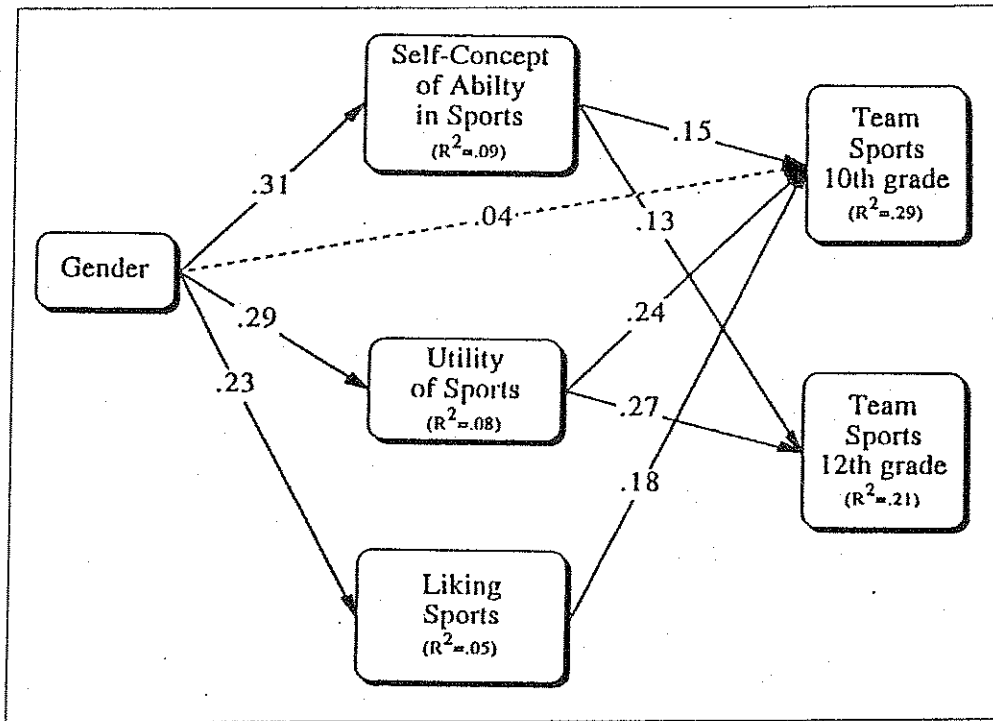 Self-Concept
of Abilty
in Sports
(R²=.09)
Team
Sports
10th grade
(R²=.29)
.15
.31
.04
.13
Gender
.29
.24
Utility
of Sports
(R²=.08)
.23
.27
Team
Sports
12th grade
(R²=.21)
.18
Liking
Sports
(R²=.05)